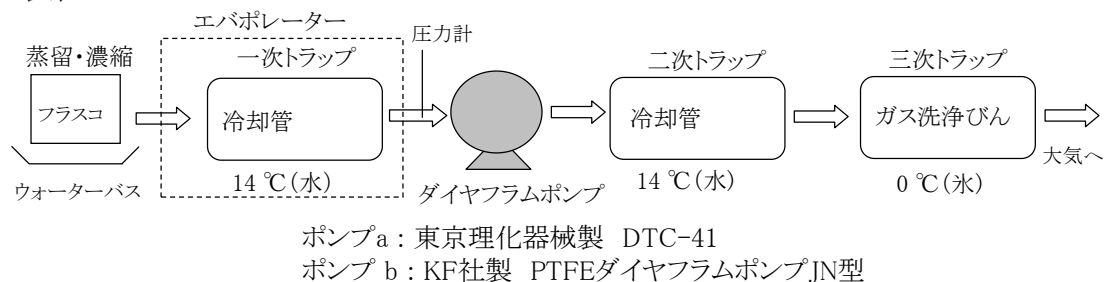 エバポレーター
圧力計
蒸留・濃縮
一次トラップ
二次トラップ
三次トラップ
フラスコ
冷却管
冷却管
ガス洗浄びん
大気へ
ウォーターバス
14 ℃(水)
ダイヤフラムポンプ
14 ℃(水)
0 ℃(氷)
ポンプa : 東京理化器械製 DTC-41
ポンプ b : KF社製 PTFEダイヤフラムポンプJN型